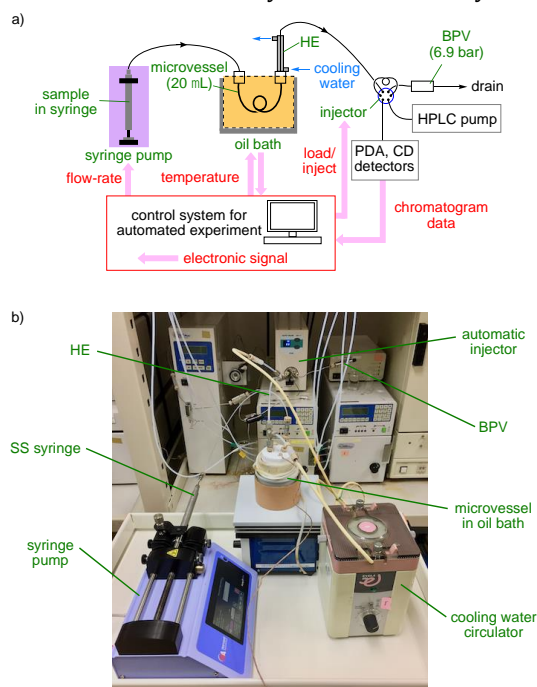 a)
HE
BPV
(6.9 bar)
microvessel
(20 mL)
cooling
water
drain
sample
in syringe
injector
HPLC pump
syringe pump
oil bath
PDA, CD
detectors
flow-rate
temperature
load/
inject
chromatogram
data
control system for
automated experiment
electronic signal
b)
HE
automatic
injector
BPV
SS syringe
microvessel
in oil bath
syringe
pump
cooling water
circulator